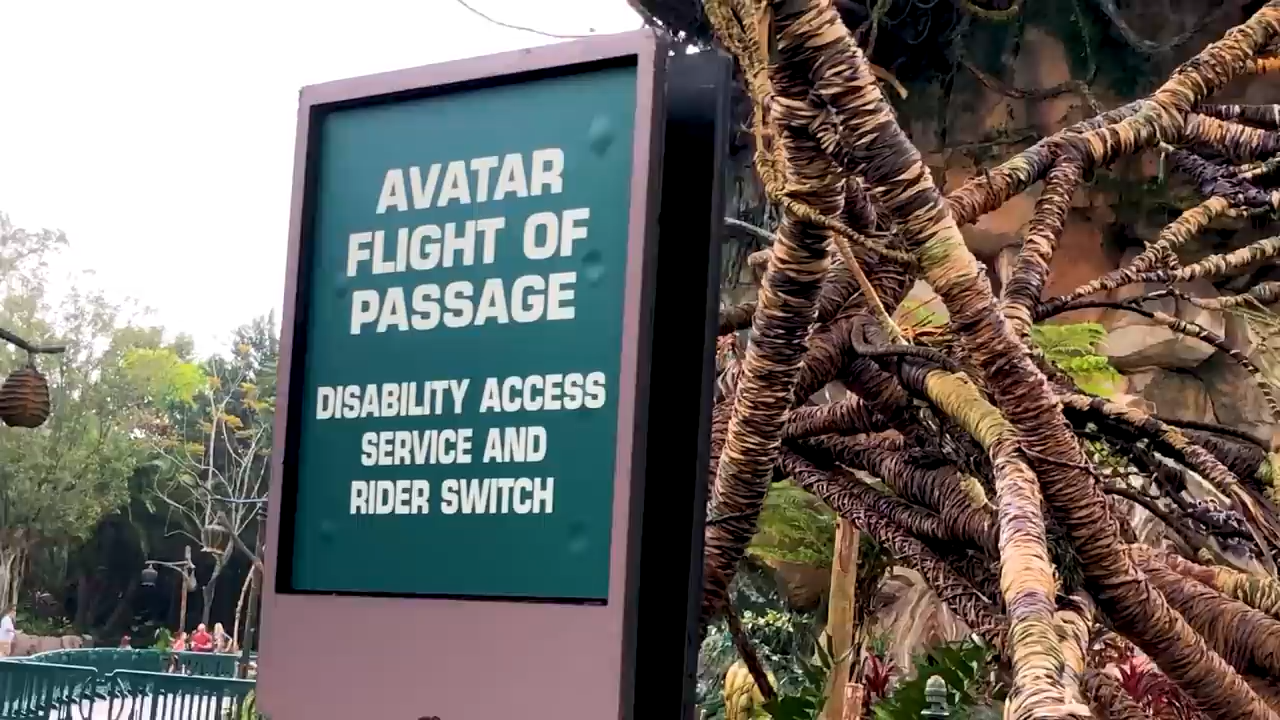 AVATAR
FLIGHT OF
PASSAGE
DISABILITY ACCESS
SERVICE AND
RIDER SWITCH